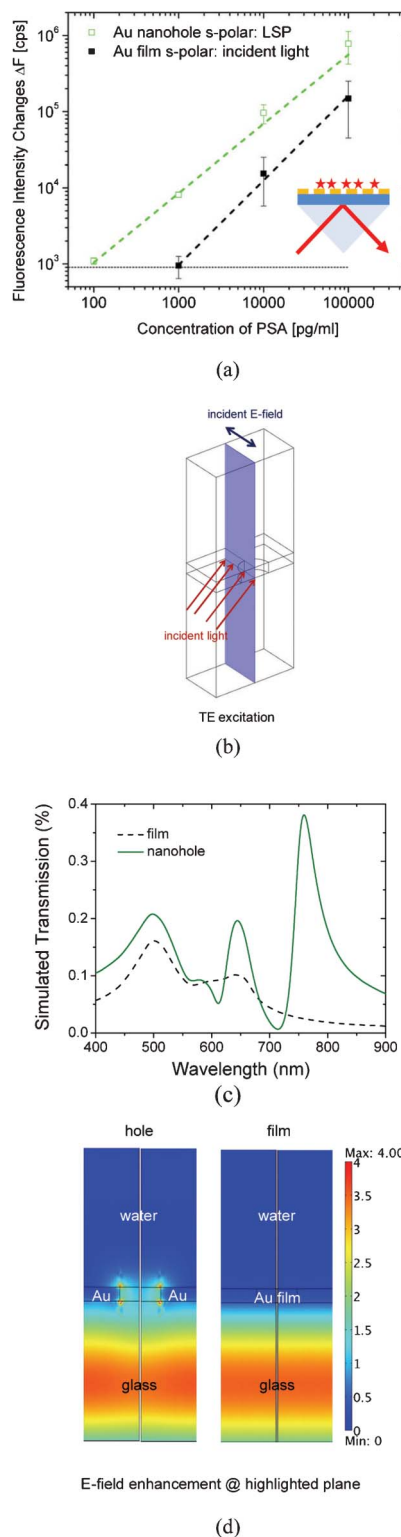 Au nanohole s-polar: LSP
Au film s-polar: incident light
Fluorescence Intensity Changes ΔF [cps]
10^6
10^5
10^4
10^3
100 1000 10000 100000
Concentration of PSA [pg/ml]
(a)
incident E-field
incident light
TE excitation
(b)
Simulated Transmission (%)
0.4
0.3
0.2
0.1
0.0
film
nanohole
400 500 600 700 800 900
Wavelength (nm)
(c)
hole film
Max: 4.00
4
3.5
3
2.5
2
1.5
1
0.5
0
Min: 0
water water
Au Au Au film
glass glass
E-field enhancement @ highlighted plane
(d)